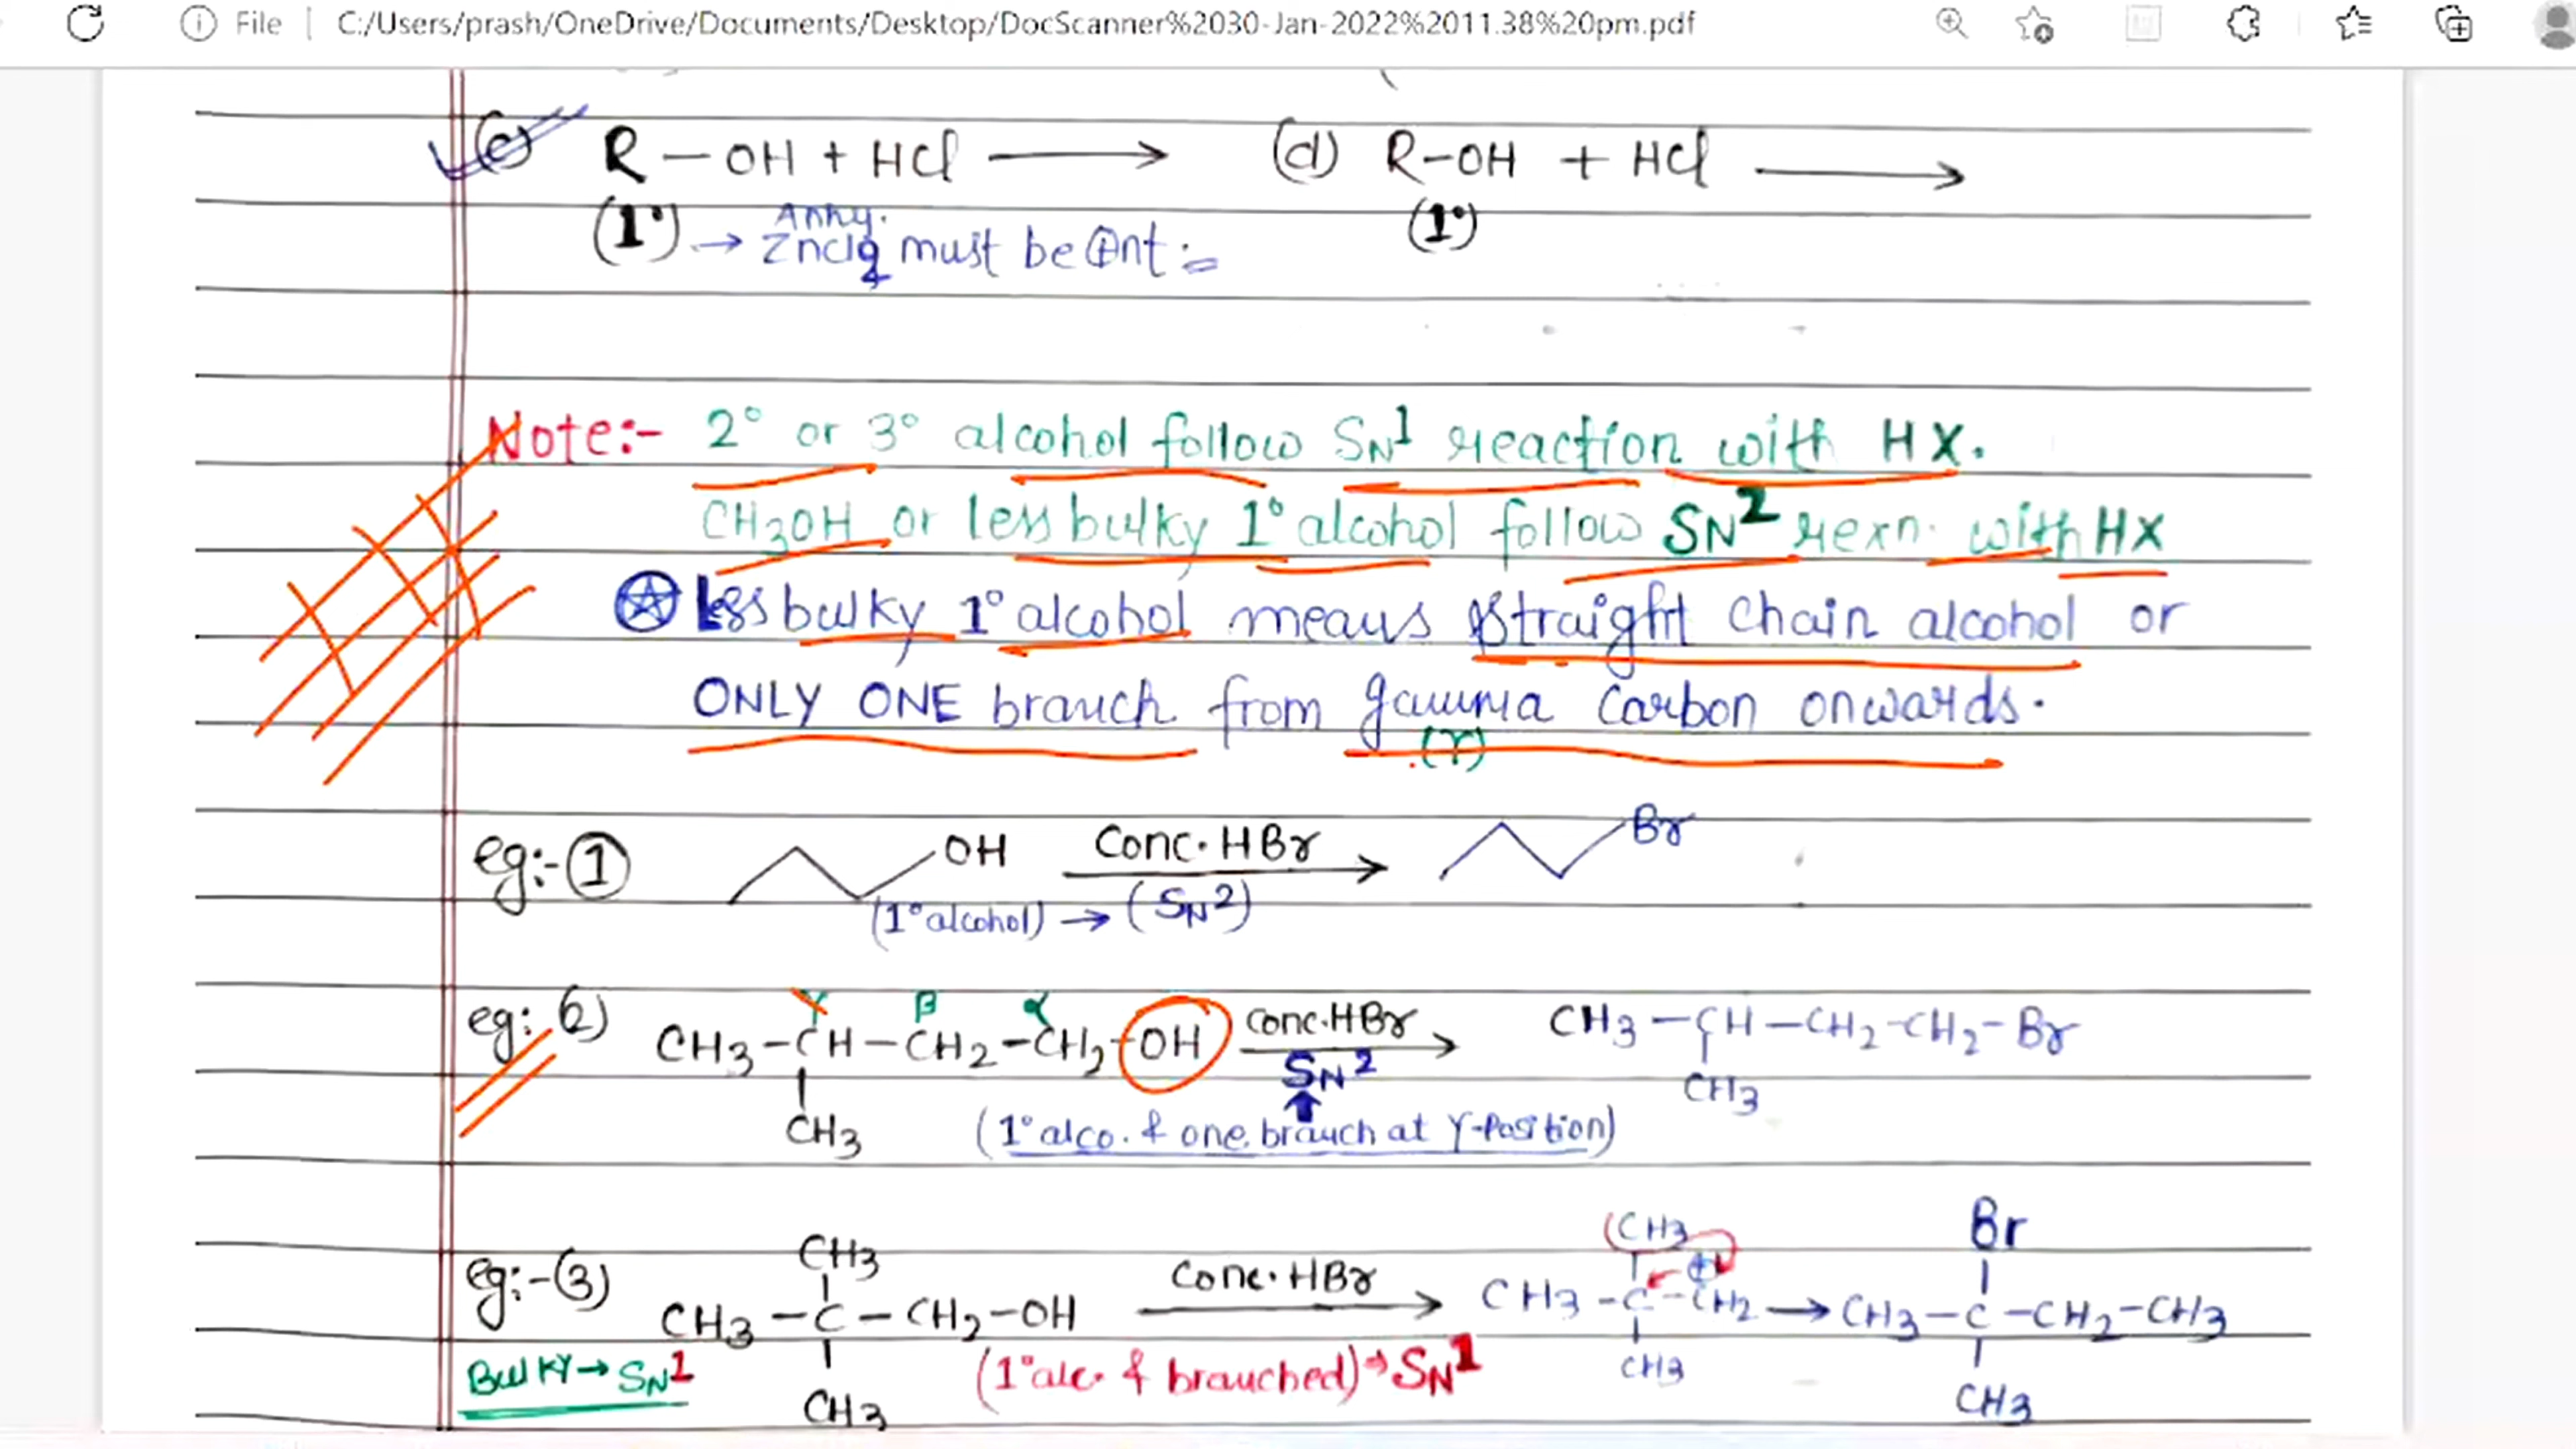 File | C:/Users/prash/OneDrive/Documents/Desktop/DocScanner%2030-Jan-2022%2011.38%20pm.pdf
(c) R — OH + HCl ⟶ (d) R-OH + HCl ⟶
(1°) → Anhy. ZnCl2 must be ⊕nt := (1°)
Note:- 2° or 3° alcohol follow SN1 reaction with HX.
CH3OH or less bulky 1° alcohol follow SN2 rexn. with HX
Less bulky 1° alcohol means straight chain alcohol or
ONLY ONE branch from gamma carbon onwards.
(γ)
eg:-① OH Conc. HBr ⟶ Br
(1° alcohol) → (SN2)
γ β α
eg: 2) CH3-CH-CH2-CH2-OH Conc.HBr ⟶ CH3-CH-CH2-CH2-Br
SN2
CH3
CH3 (1° alco. & one branch at γ-Position)
CH3 (CH3 Br
eg:-(3) CH3-C-CH2-OH Conc. HBr ⟶ CH3-C-CH2 ⊕ ⟶ CH3-C-CH2-CH3
Bulky → SN1 (1° alc. & branched) → SN1 CH3
CH3 CH3